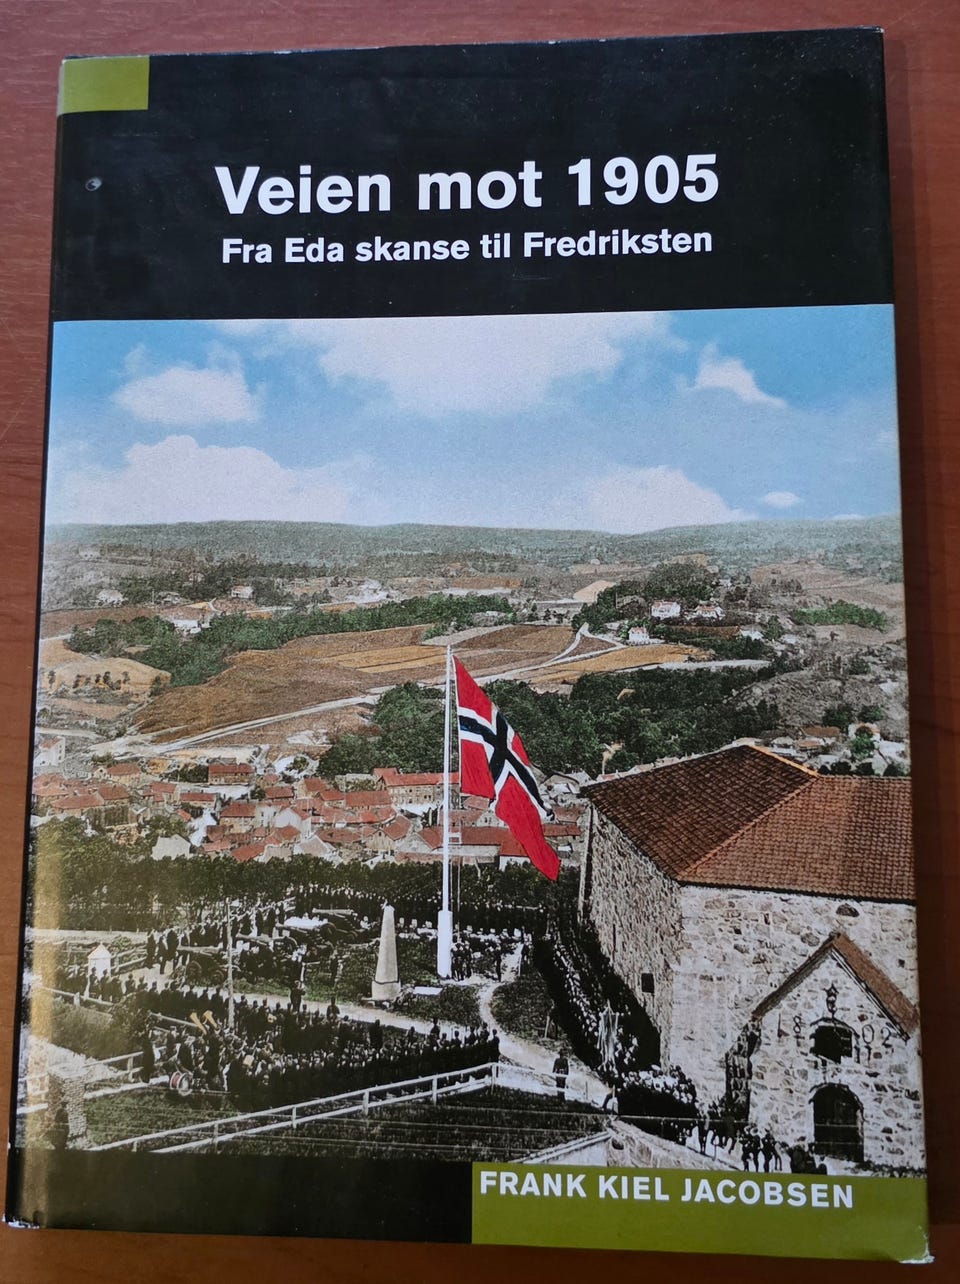 Veien mot 1905
Fra Eda skanse til Fredriksten
FRANK KIEL JACOBSEN